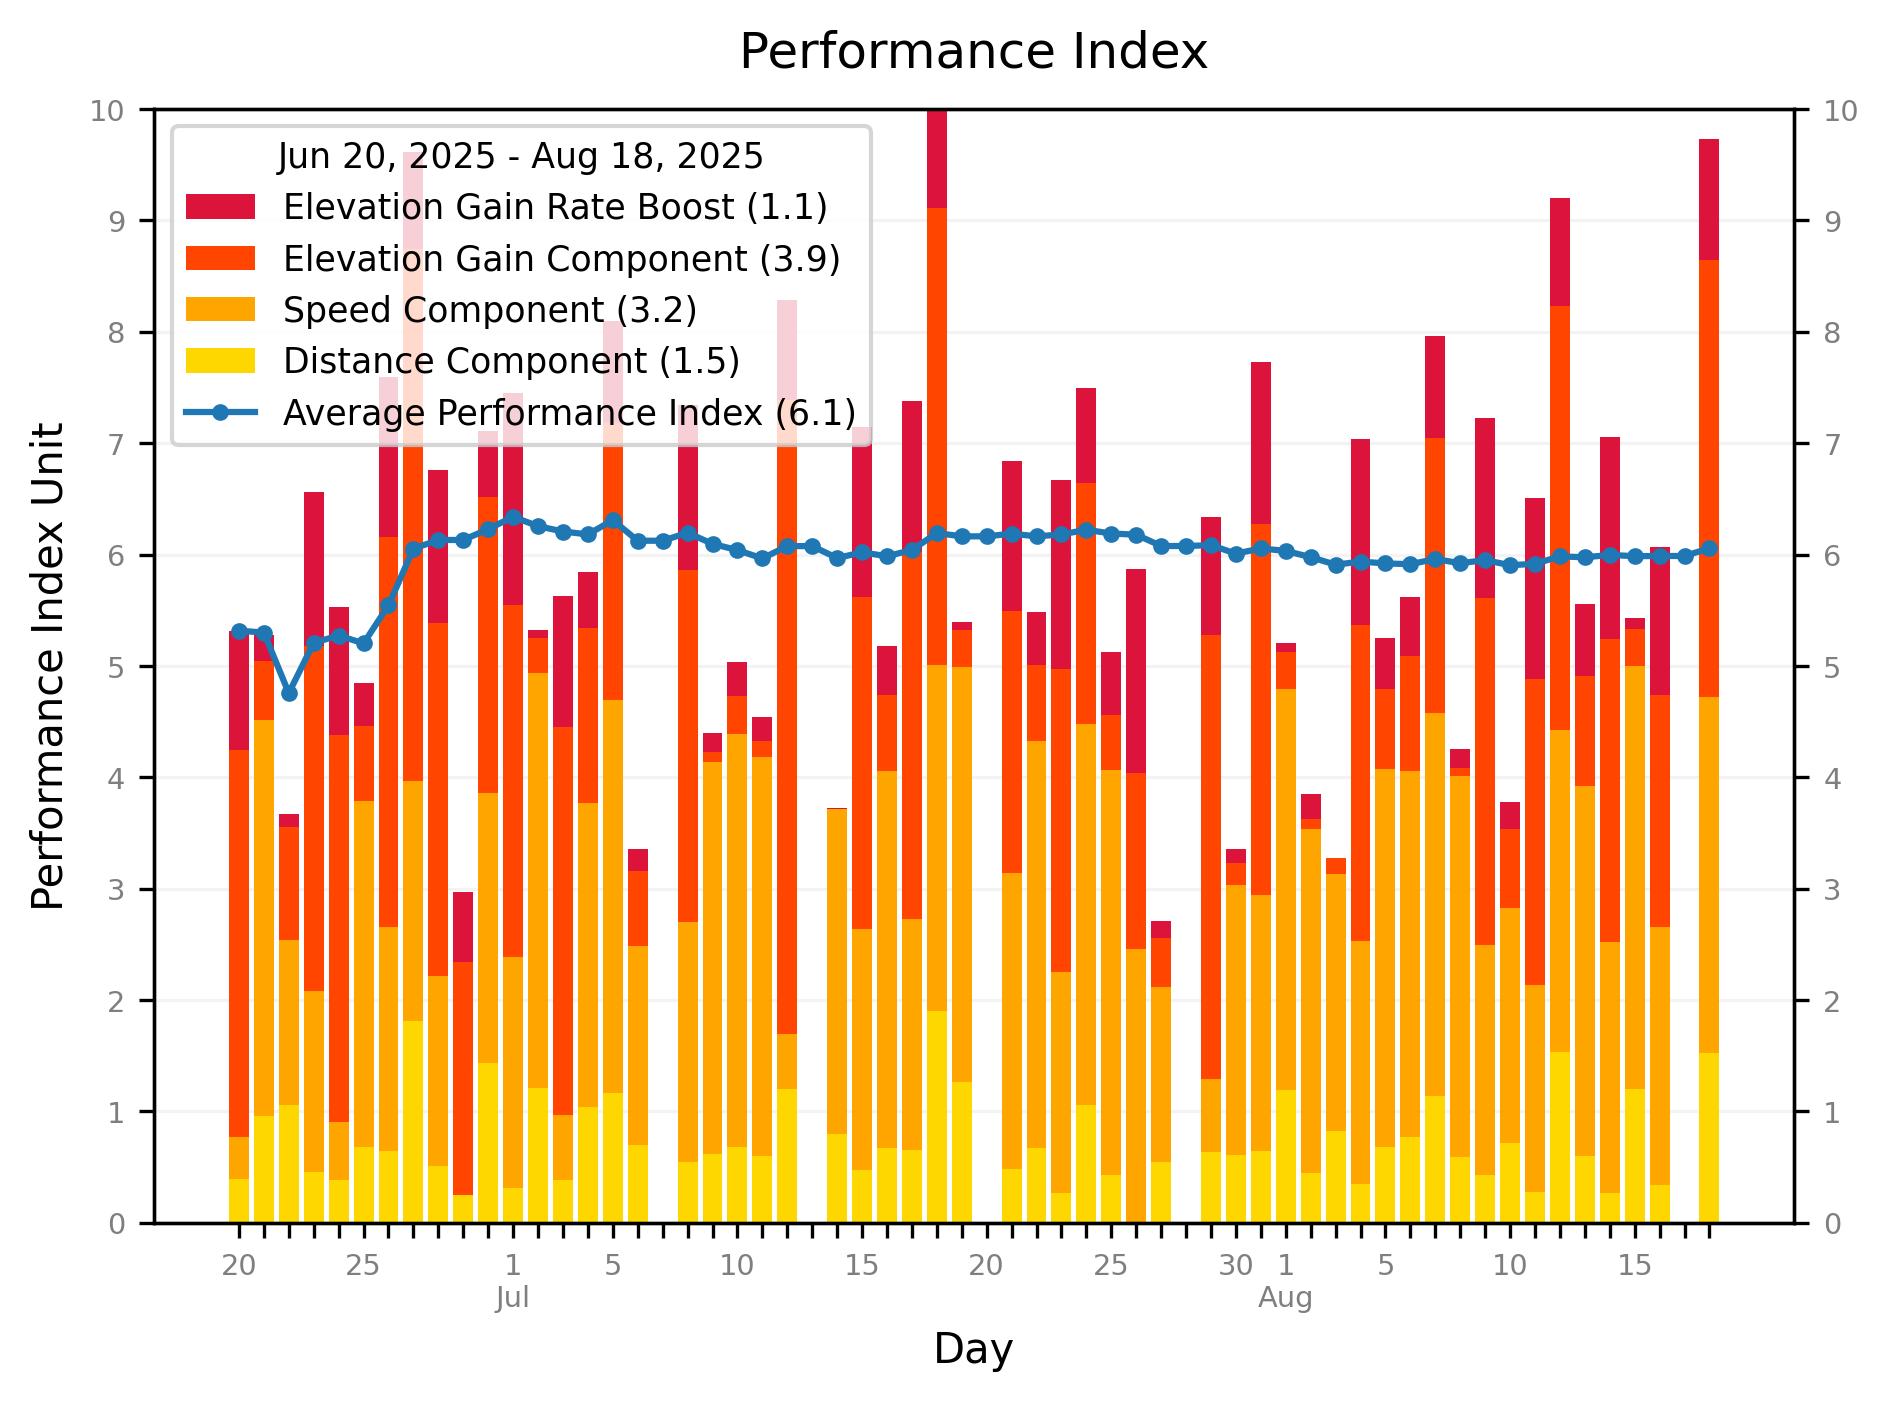 Performance Index
Jun 20, 2025 - Aug 18, 2025
Elevation Gain Rate Boost (1.1)
Elevation Gain Component (3.9)
Speed Component (3.2)
Distance Component (1.5)
Average Performance Index (6.1)
Performance Index Unit
10 10
9 9
8 8
7 7
6 6
5 5
4 4
3 3
2 2
1 1
0 0
20 25 1 5 10 15 20 25 30 1 5 10 15
Jul Aug
Day